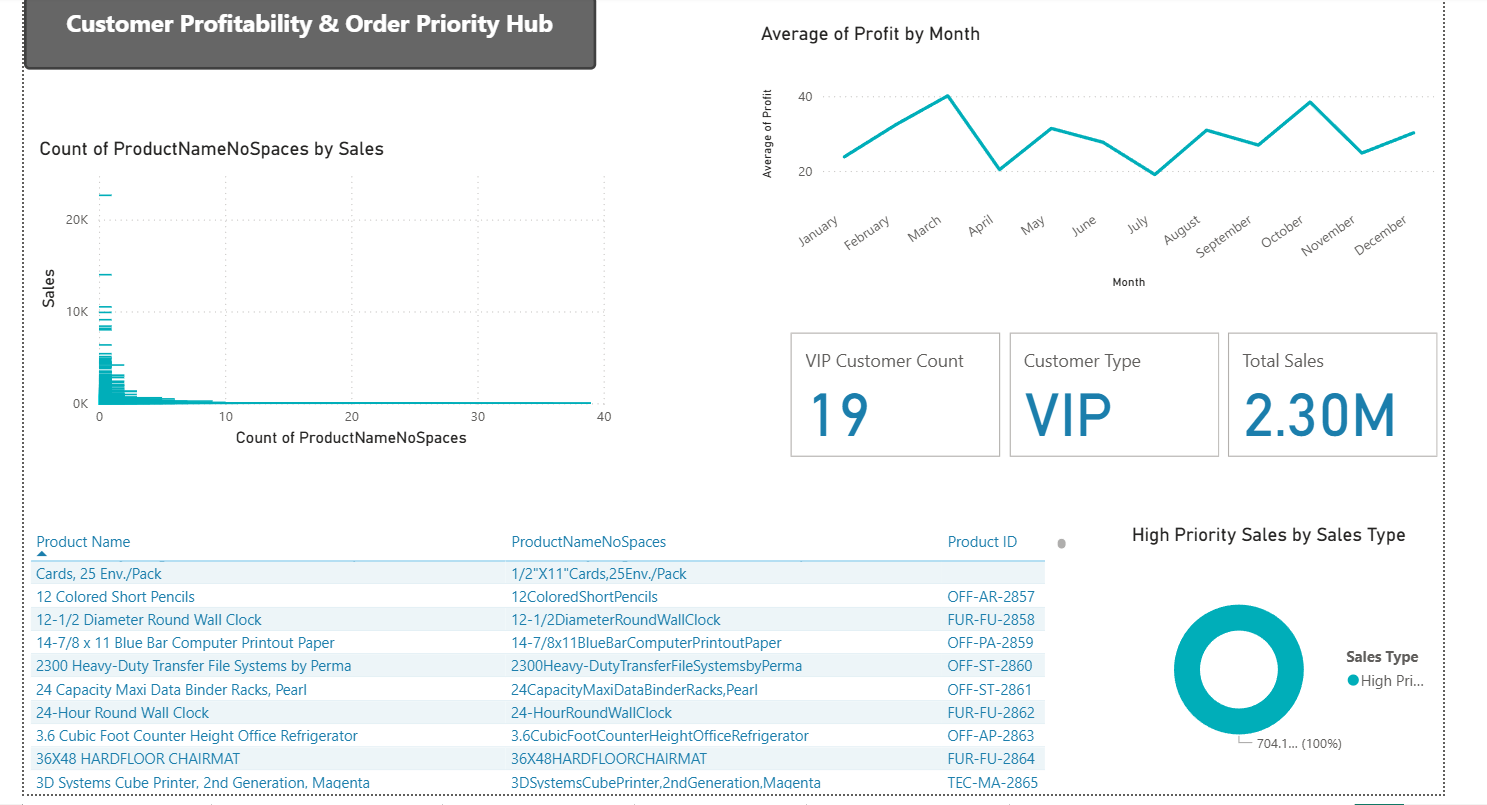 Customer Profitability & Order Priority Hub
Average of Profit by Month
Average of Profit
40
20
January
February
March
April
May
June
July
August
September
October
November
December
Month
Count of ProductNameNoSpaces by Sales
Sales
20K
10K
0K
0
10
20
30
40
Count of ProductNameNoSpaces
VIP Customer Count
19
Customer Type
VIP
Total Sales
2.30M
Product Name ProductNameNoSpaces Product ID
Cards, 25 Env./Pack 1/2"X11"Cards,25Env./Pack
12 Colored Short Pencils 12ColoredShortPencils OFF-AR-2857
12-1/2 Diameter Round Wall Clock 12-1/2DiameterRoundWallClock FUR-FU-2858
14-7/8 x 11 Blue Bar Computer Printout Paper 14-7/8x11BlueBarComputerPrintoutPaper OFF-PA-2859
2300 Heavy-Duty Transfer File Systems by Perma 2300Heavy-DutyTransferFileSystemsbyPerma OFF-ST-2860
24 Capacity Maxi Data Binder Racks, Pearl 24CapacityMaxiDataBinderRacks,Pearl OFF-ST-2861
24-Hour Round Wall Clock 24-HourRoundWallClock FUR-FU-2862
3.6 Cubic Foot Counter Height Office Refrigerator 3.6CubicFootCounterHeightOfficeRefrigerator OFF-AP-2863
36X48 HARDFLOOR CHAIRMAT 36X48HARDFLOORCHAIRMAT FUR-FU-2864
3D Systems Cube Printer, 2nd Generation, Magenta 3DSystemsCubePrinter,2ndGeneration,Magenta TEC-MA-2865
High Priority Sales by Sales Type
Sales Type
High Pri...
704.1... (100%)